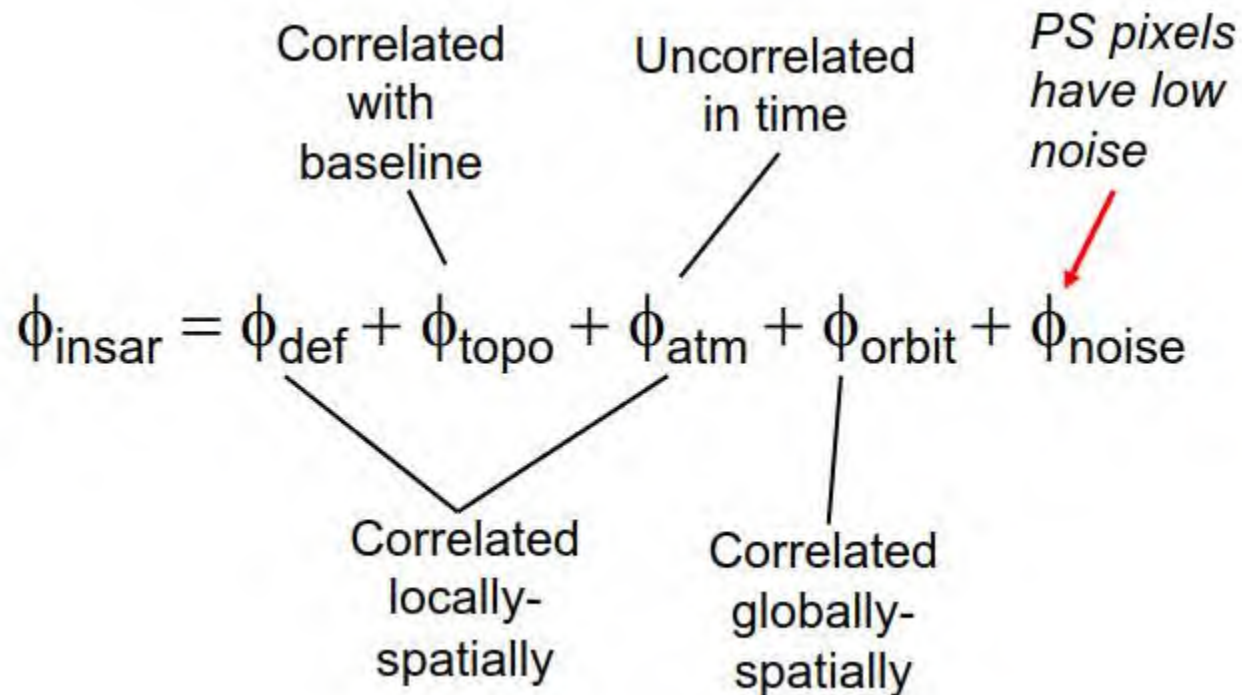 Correlated
with
baseline
Uncorrelated
in time
PS pixels
have low
noise
ϕinsar = ϕdef + ϕtopo + ϕatm + ϕorbit + ϕnoise
Correlated
locally-
spatially
Correlated
globally-
spatially